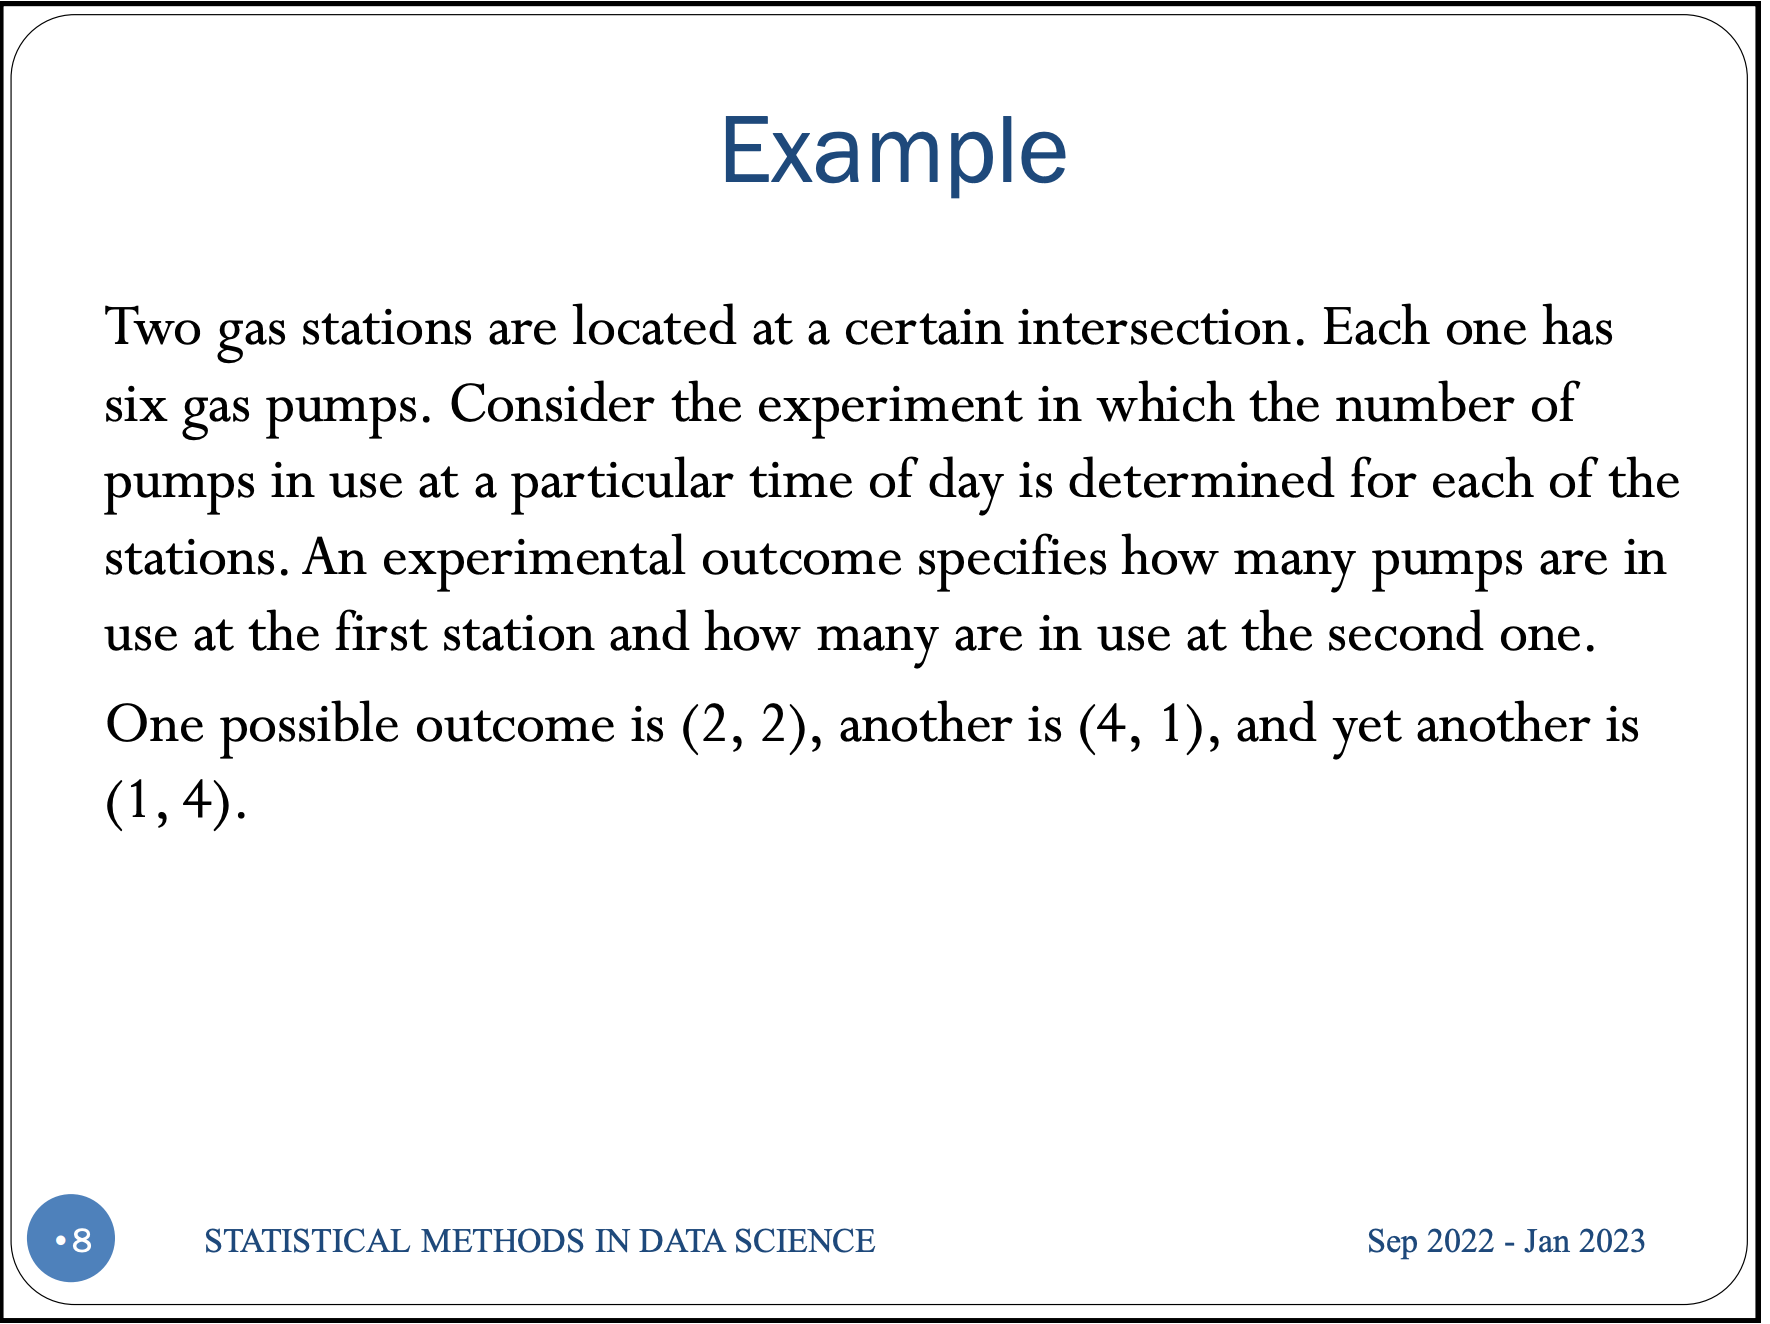 Example
Two gas stations are located at a certain intersection. Each one has
six gas pumps. Consider the experiment in which the number of
pumps in use at a particular time of day is determined for each of the
stations. An experimental outcome specifies how many pumps are in
use at the first station and how many are in use at the second one.
One possible outcome is (2, 2), another is (4, 1), and yet another is
(1, 4).
•8 STATISTICAL METHODS IN DATA SCIENCE Sep 2022 - Jan 2023